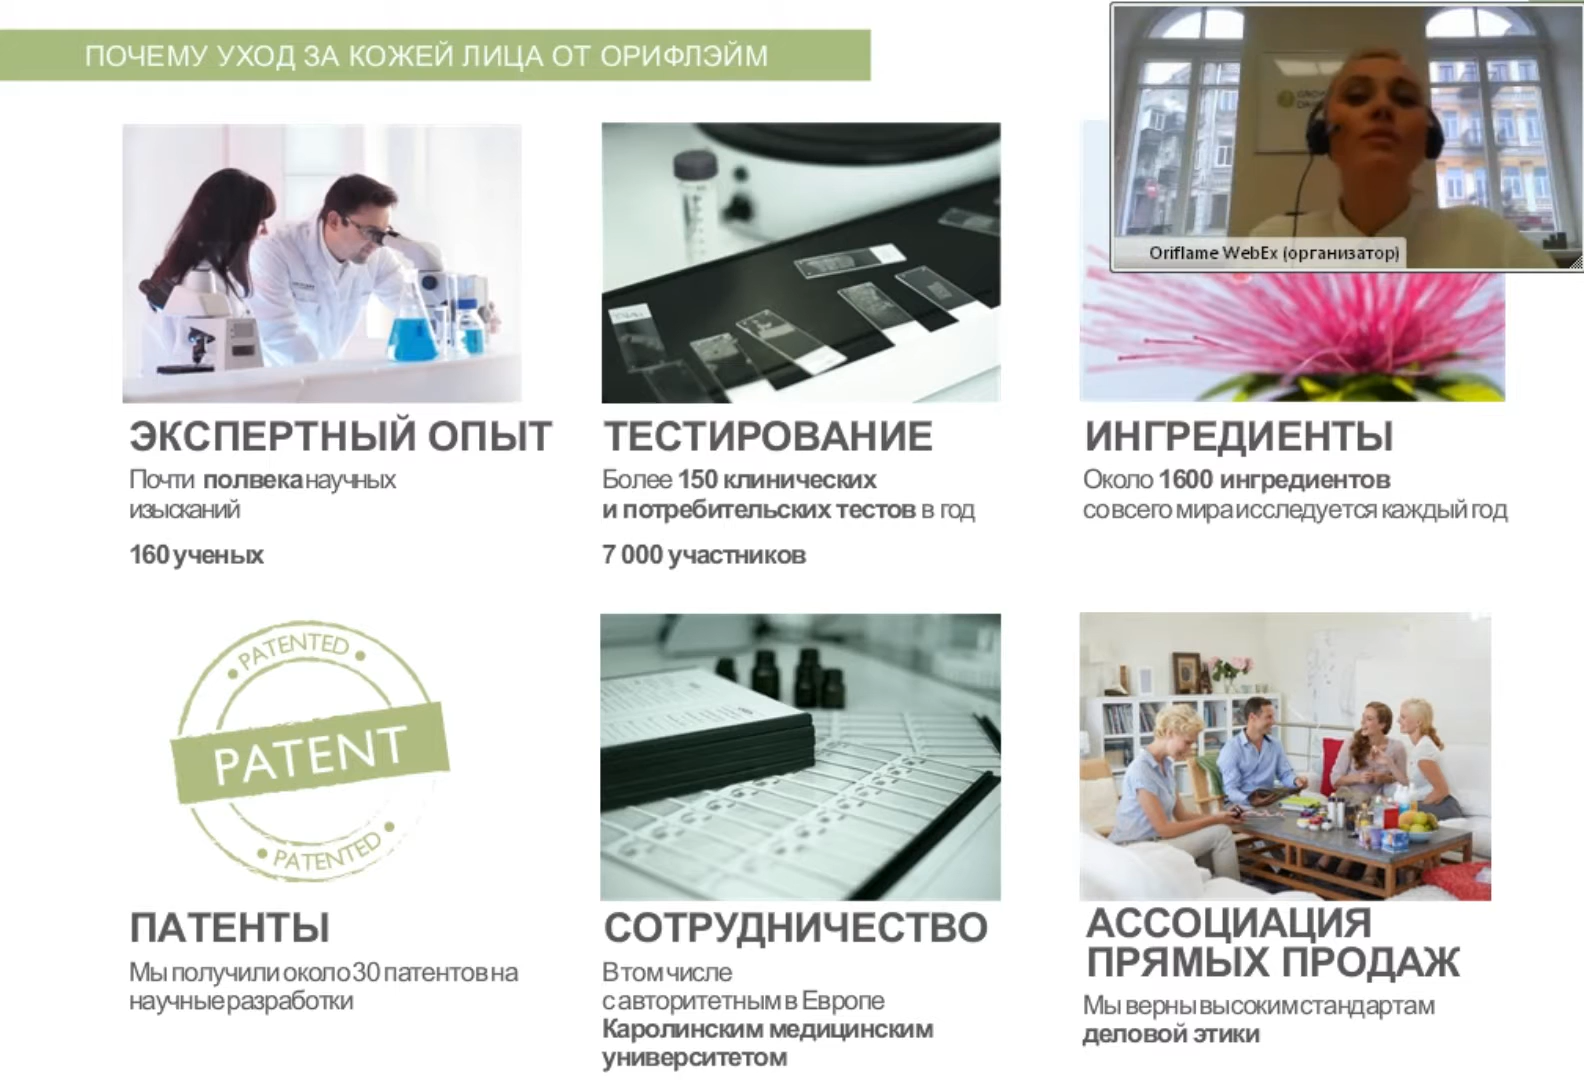 ПОЧЕМУ УХОД ЗА КОЖЕЙ ЛИЦА ОТ ОРИФЛЭЙМ
Oriflame WebEx (организатор)
ЭКСПЕРТНЫЙ ОПЫТ
Почти полвека научных
изысканий
160 ученых
ТЕСТИРОВАНИЕ
Более 150 клинических
и потребительских тестов в год
7 000 участников
ИНГРЕДИЕНТЫ
Около 1600 ингредиентов
со всего мира исследуется каждый год
PATENTED
PATENT
PATENTED
ПАТЕНТЫ
Мы получили около 30 патентов на
научные разработки
СОТРУДНИЧЕСТВО
В том числе
с авторитетным в Европе
Каролинским медицинским
университетом
АССОЦИАЦИЯ
ПРЯМЫХ ПРОДАЖ
Мы верны высоким стандартам
деловой этики